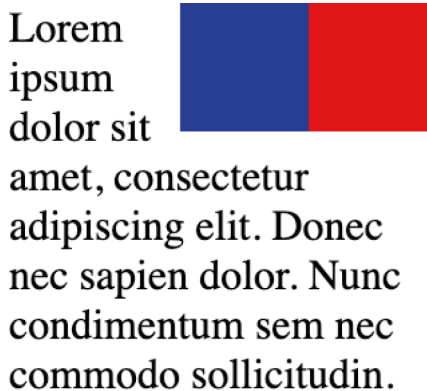 Lorem
ipsum
dolor sit
amet, consectetur
adipiscing elit. Donec
nec sapien dolor. Nunc
condimentum sem nec
commodo sollicitudin.